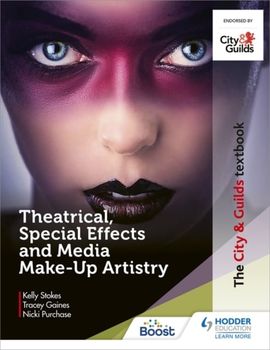 ENDORSED BY
City&
Guilds
The City & Guilds textbook
Theatrical,
Special Effects
and Media
Make-Up Artistry
Kelly Stokes
Tracey Gaines
Nicki Purchase
Boost
HODDER
EDUCATION
LEARN MORE